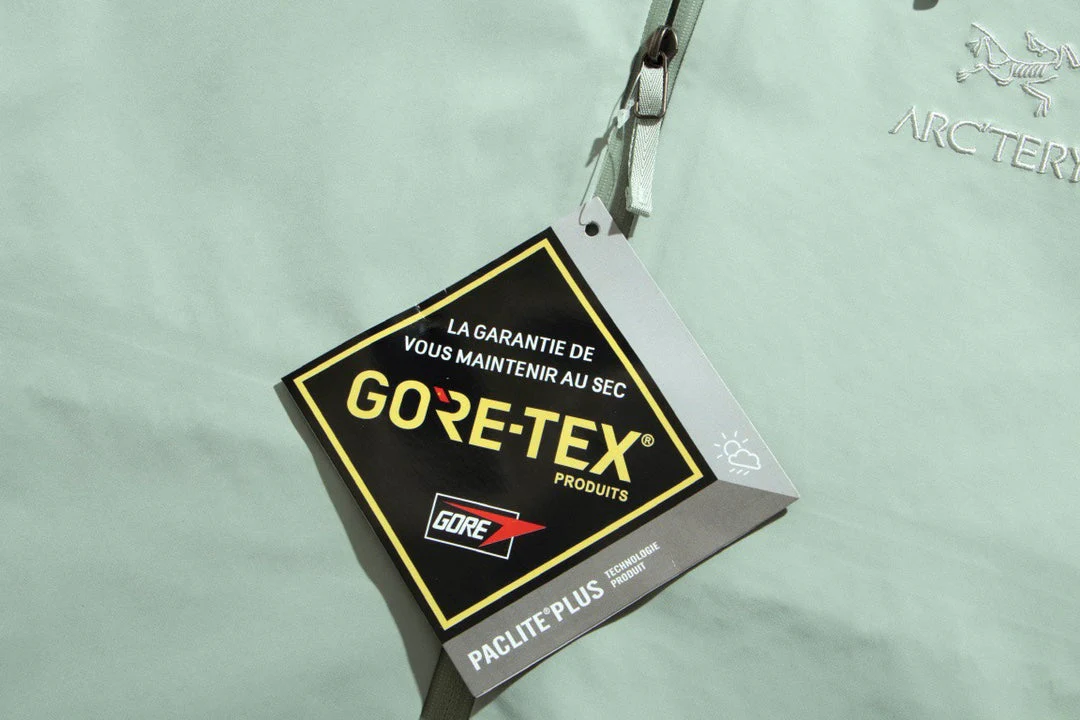 ARC'TERY
LA GARANTIE DE
VOUS MAINTENIR AU SEC
GORE-TEX®
PRODUITS
GORE
PACLITE® PLUS
TECHNOLOGIE
PRODUIT